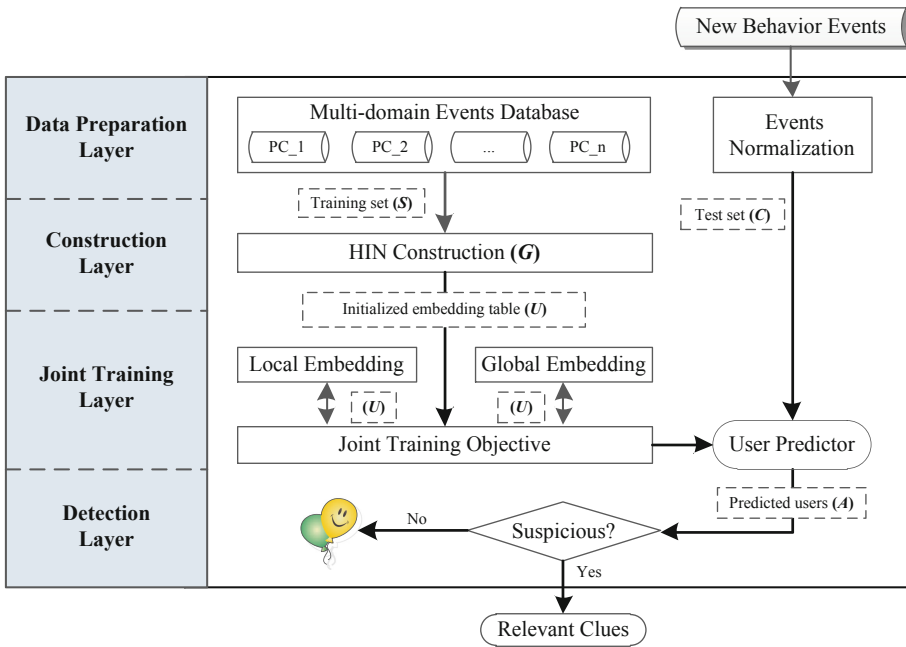 New Behavior Events
Data Preparation
Layer
Multi-domain Events Database
PC_1
PC_2
...
PC_n
Events
Normalization
Training set (S)
Test set (C)
Construction
Layer
HIN Construction (G)
Initialized embedding table (U)
Joint Training
Layer
Local Embedding
Global Embedding
(U)
(U)
Joint Training Objective
User Predictor
Predicted users (A)
Detection
Layer
No
Suspicious?
Yes
Relevant Clues